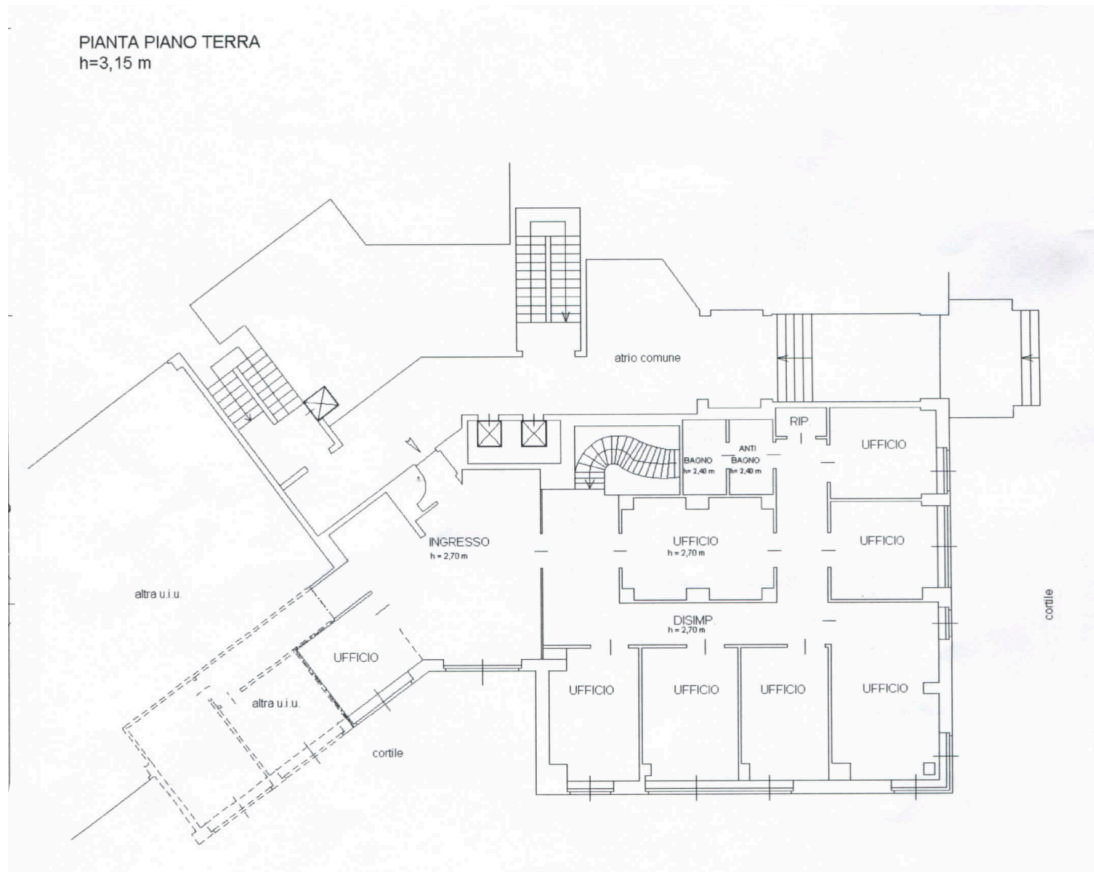 PIANTA PIANO TERRA
h=3,15 m
atrio comune
RIP.
UFFICIO
ANTI
BAGNO
h= 2,40 m
BAGNO
h= 2,40 m
INGRESSO
h = 2,70 m
UFFICIO
h = 2,70 m
UFFICIO
altra u.i.u.
cortile
DISIMP.
h = 2,70 m
UFFICIO
UFFICIO
UFFICIO
UFFICIO
UFFICIO
altra u.i.u.
cortile